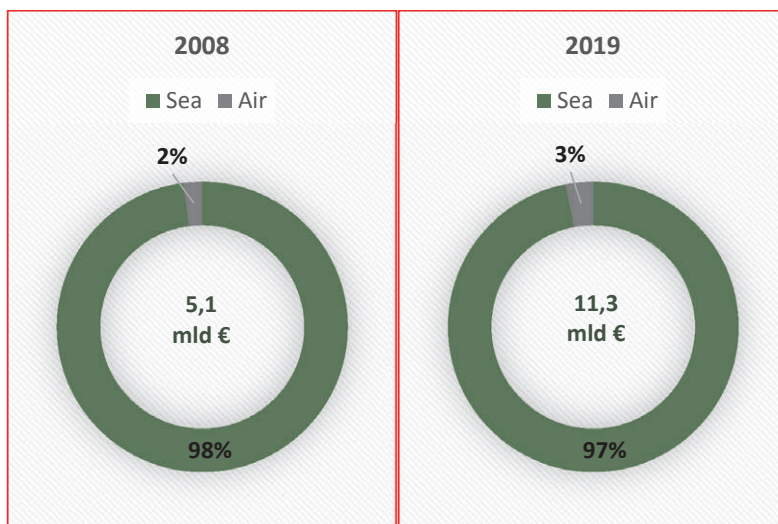 2008
Sea Air
2%
5,1
mld €
98%
2019
Sea Air
3%
11,3
mld €
97%